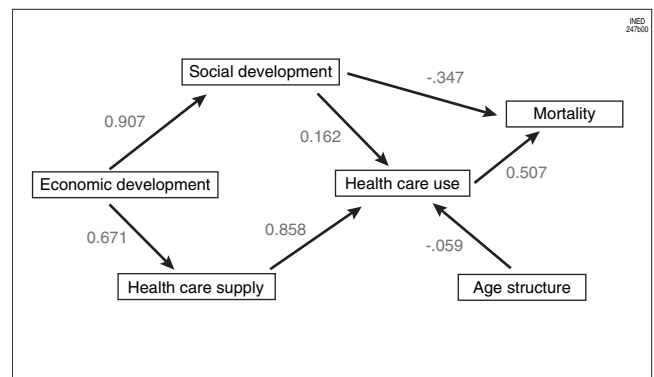 INED
247b00
Social development
-.347
Mortality
0.907
0.162
Economic development
Health care use
0.507
0.671
0.858
-.059
Health care supply
Age structure